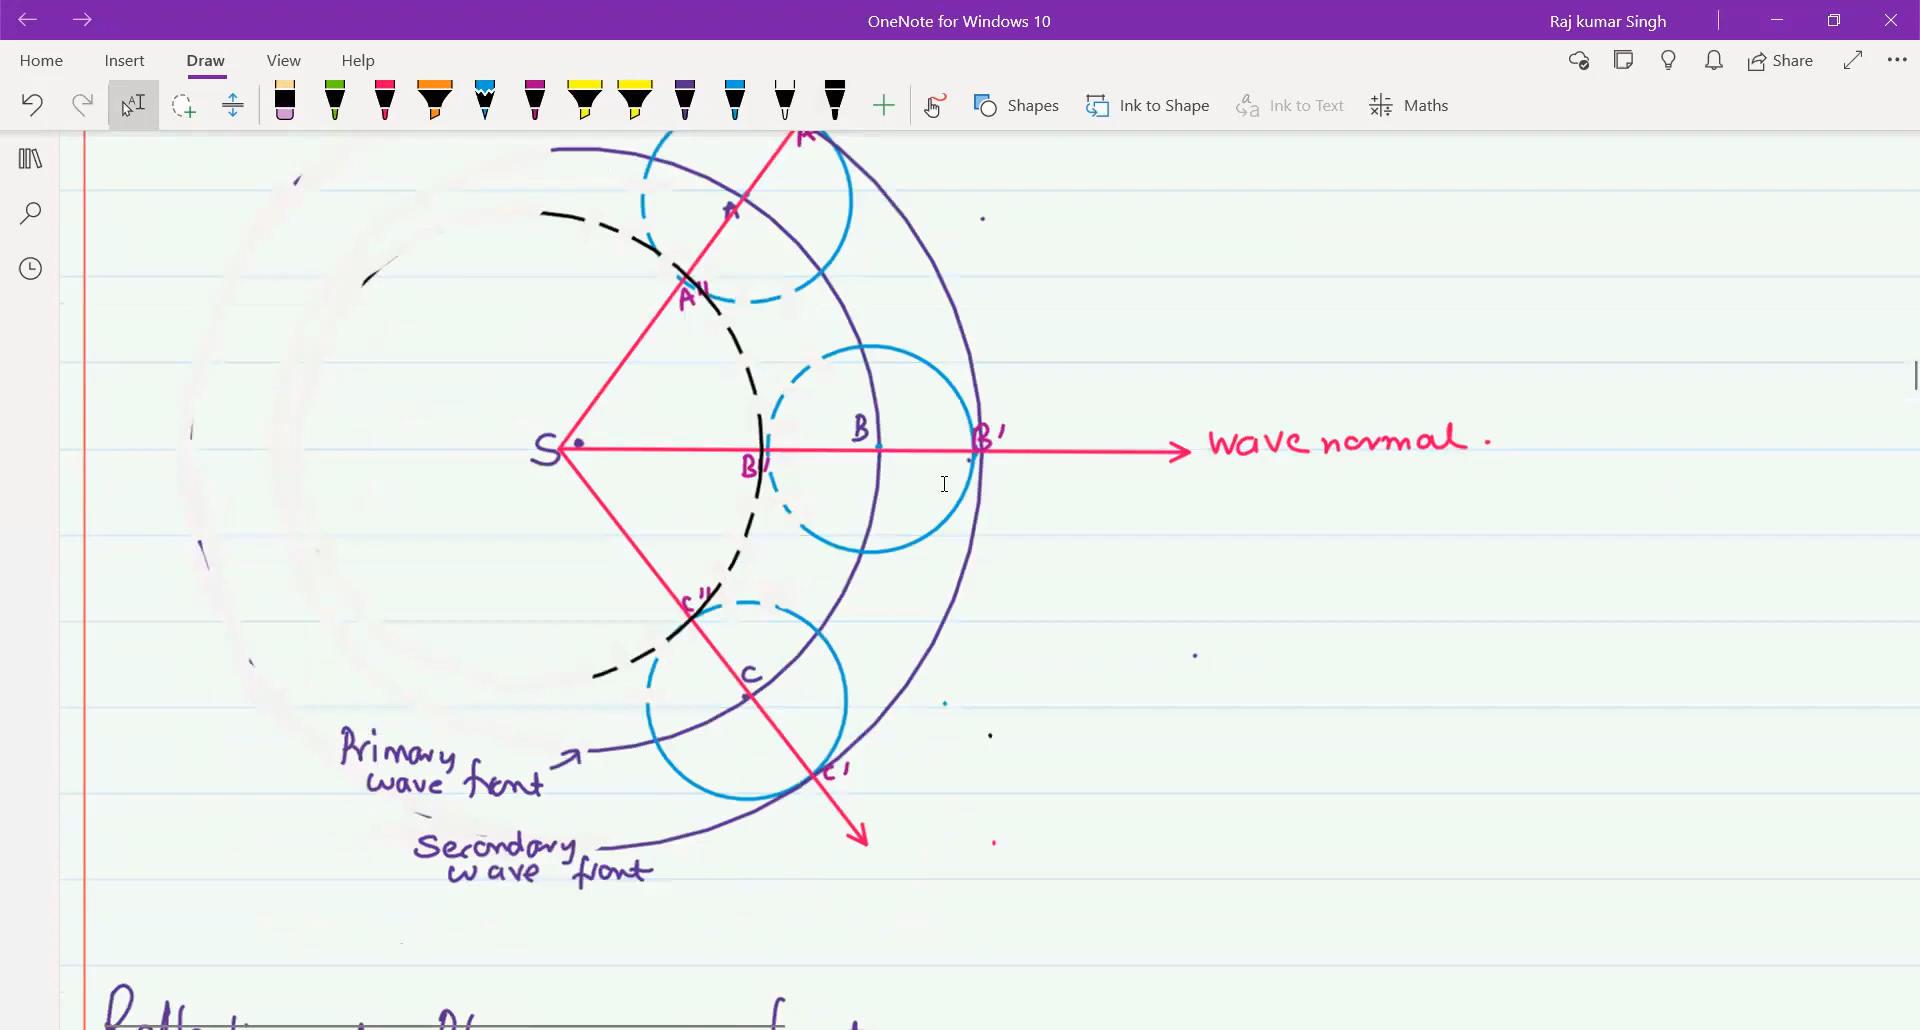 OneNote for Windows 10
Raj kumar Singh
Home Insert Draw View Help
Share
Shapes Ink to Shape Ink to Text Maths
A
A"
S
B
B'
B'
wave normal.
C"
C
C'
Primary
wave front
Secondary
wave front